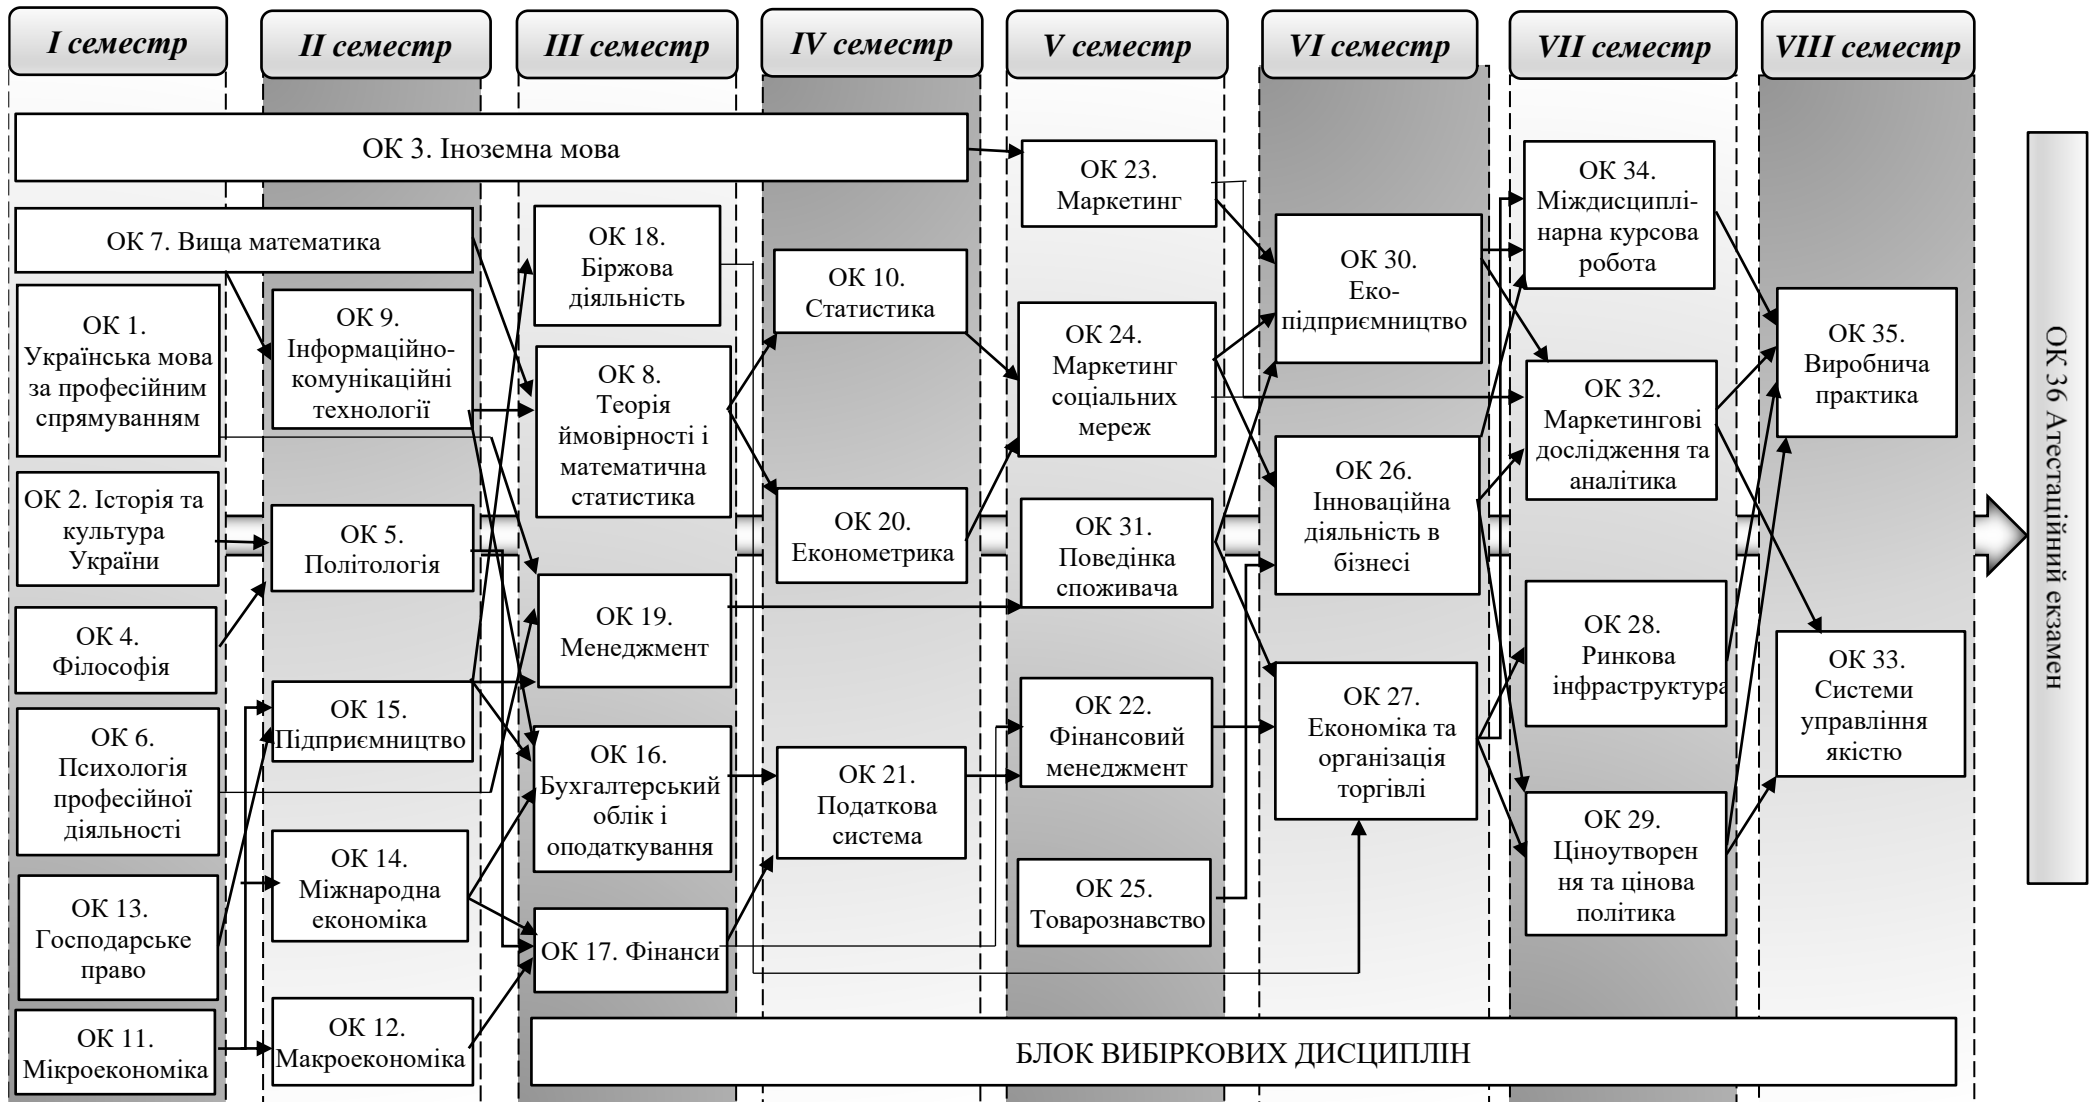 I семестр
II семестр
III семестр
IV семестр
V семестр
VI семестр
VII семестр
VIII семестр
ОК 3. Іноземна мова
ОК 7. Вища математика
ОК 1.
Українська мова
за професійним
спрямуванням
ОК 2. Історія та
культура
України
ОК 4.
Філософія
ОК 6.
Психологія
професійної
діяльності
ОК 13.
Господарське
право
ОК 11.
Мікроекономіка
ОК 9.
Інформаційно-
комунікаційні
технології
ОК 5.
Політологія
ОК 15.
Підприємництво
ОК 14.
Міжнародна
економіка
ОК 12.
Макроекономіка
ОК 18.
Біржова
діяльність
ОК 8.
Теорія
ймовірності і
математична
статистика
ОК 19.
Менеджмент
ОК 16.
Бухгалтерський
облік і
оподаткування
ОК 17. Фінанси
ОК 10.
Статистика
ОК 20.
Економетрика
ОК 21.
Податкова
система
ОК 23.
Маркетинг
ОК 24.
Маркетинг
соціальних
мереж
ОК 31.
Поведінка
споживача
ОК 22.
Фінансовий
менеджмент
ОК 25.
Товарознавство
ОК 30.
Еко-
підприємництво
ОК 26.
Інноваційна
діяльність в
бізнесі
ОК 27.
Економіка та
організація
торгівлі
ОК 34.
Міждисциплі-
нарна курсова
робота
ОК 32.
Маркетингові
дослідження та
аналітика
ОК 28.
Ринкова
інфраструктура
ОК 29.
Ціноутворен
ня та цінова
політика
ОК 35.
Виробнича
практика
ОК 33.
Системи
управління
якістю
ОК 36 Атестаційний екзамен
БЛОК ВИБІРКОВИХ ДИСЦИПЛІН